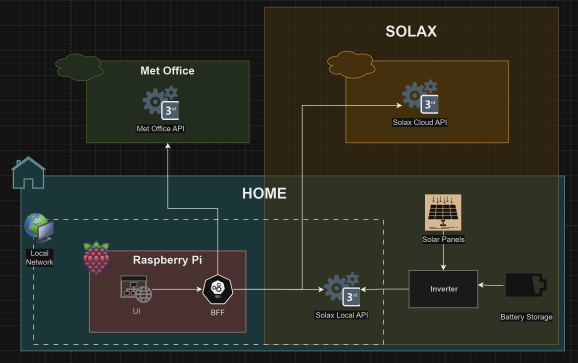 SOLAX
Met Office
3rd
Met Office API
3rd
Solax Cloud API
HOME
Local
Network
Solar Panels
Raspberry Pi
UI
BFF
3rd
Solax Local API
Inverter
Battery Storage